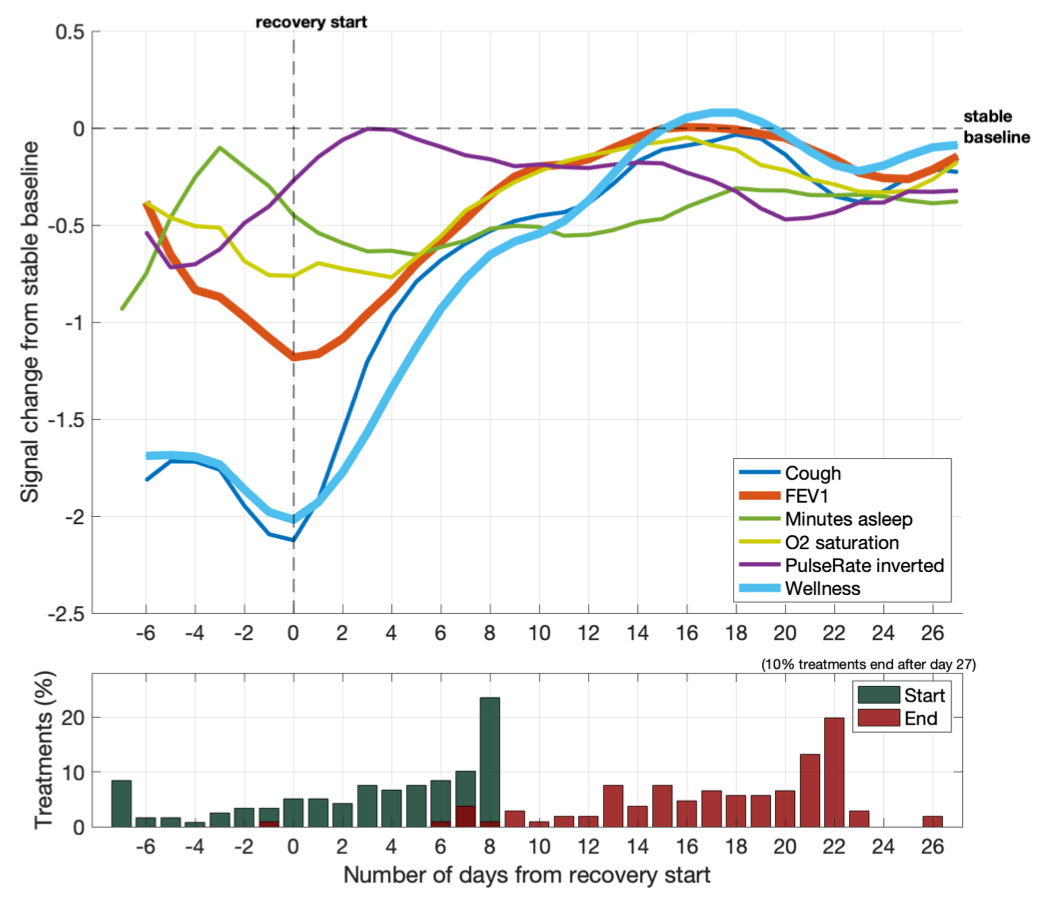 recovery start
0.5
0
-0.5
-1
-1.5
-2
-2.5
Signal change from stable baseline
stable
baseline
Cough
FEV1
Minutes asleep
O2 saturation
PulseRate inverted
Wellness
-6 -4 -2 0 2 4 6 8 10 12 14 16 18 20 22 24 26
(10% treatments end after day 27)
Treatments (%)
20
10
0
Start
End
-6 -4 -2 0 2 4 6 8 10 12 14 16 18 20 22 24 26
Number of days from recovery start